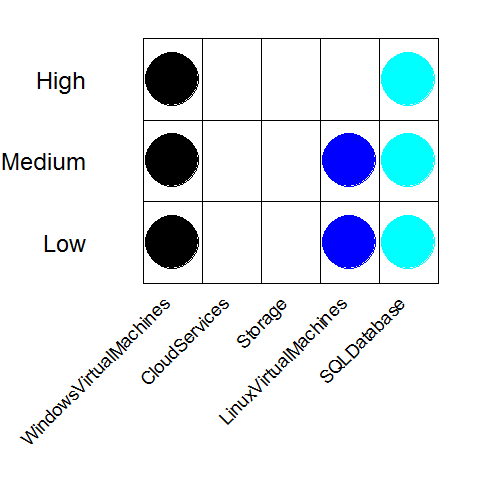 High
Medium
Low
WindowsVirtualMachines
CloudServices
Storage
LinuxVirtualMachines
SQLDatabase